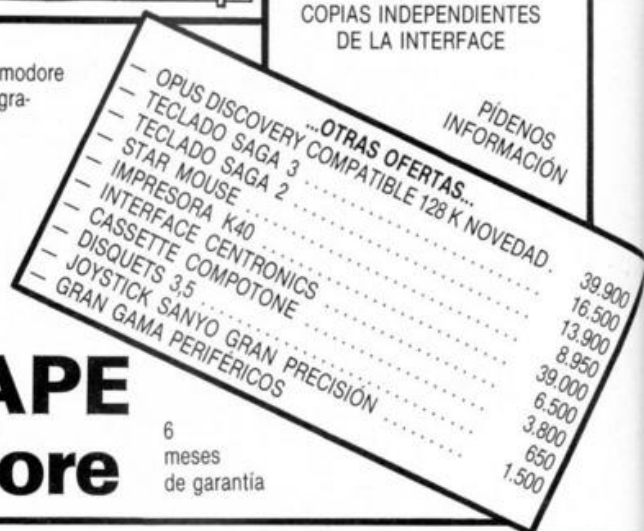 COPIAS INDEPENDIENTES
DE LA INTERFACE
PÍDENOS
INFORMACIÓN
modore
gra-
...OTRAS OFERTAS...
— OPUS DISCOVERY COMPATIBLE 128 K NOVEDAD. 39.900
— TECLADO SAGA 3 .......... 16.500
— TECLADO SAGA 2 .......... 13.900
— STAR MOUSE .......... 8.950
— IMPRESORA K40 .......... 39.000
— INTERFACE CENTRONICS .......... 6.500
— CASSETTE COMPOTONE .......... 3.800
— DISQUETS 3,5 .......... 650
— JOYSTICK SANYO GRAN PRECISIÓN .......... 1.500
— GRAN GAMA PERIFÉRICOS
APE
ore
6
meses
de garantía